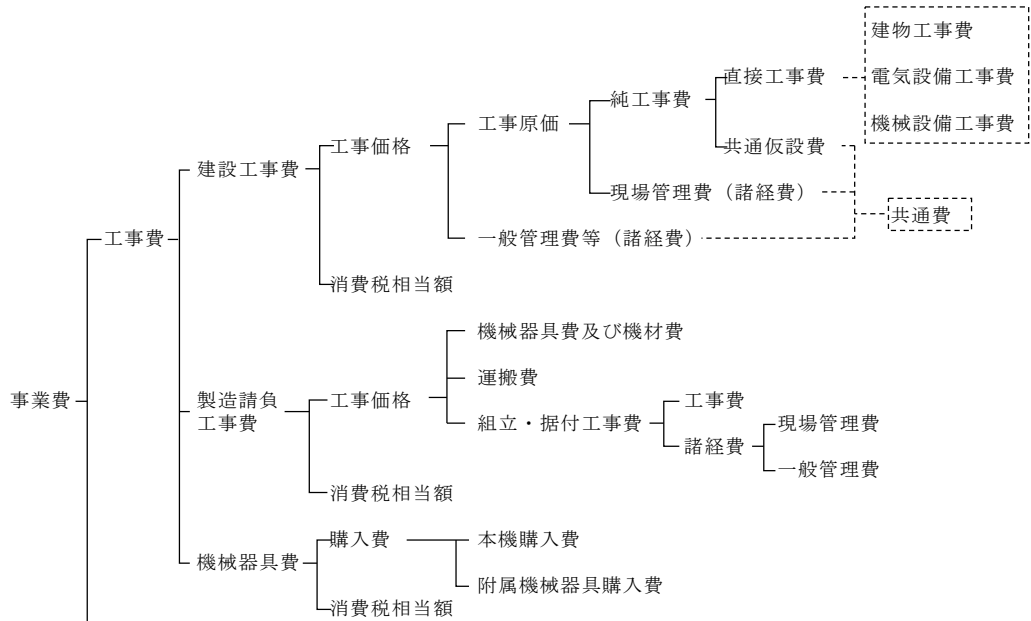 建物工事費
直接工事費
電気設備工事費
純工事費
工事原価
機械設備工事費
工事価格
共通仮設費
建設工事費
現場管理費（諸経費）
共通費
工事費
一般管理費等（諸経費）
消費税相当額
機械器具費及び機材費
運搬費
事業費
製造請負
工事費
工事価格
工事費
組立・据付工事費
現場管理費
諸経費
一般管理費
消費税相当額
購入費
本機購入費
機械器具費
附属機械器具購入費
消費税相当額